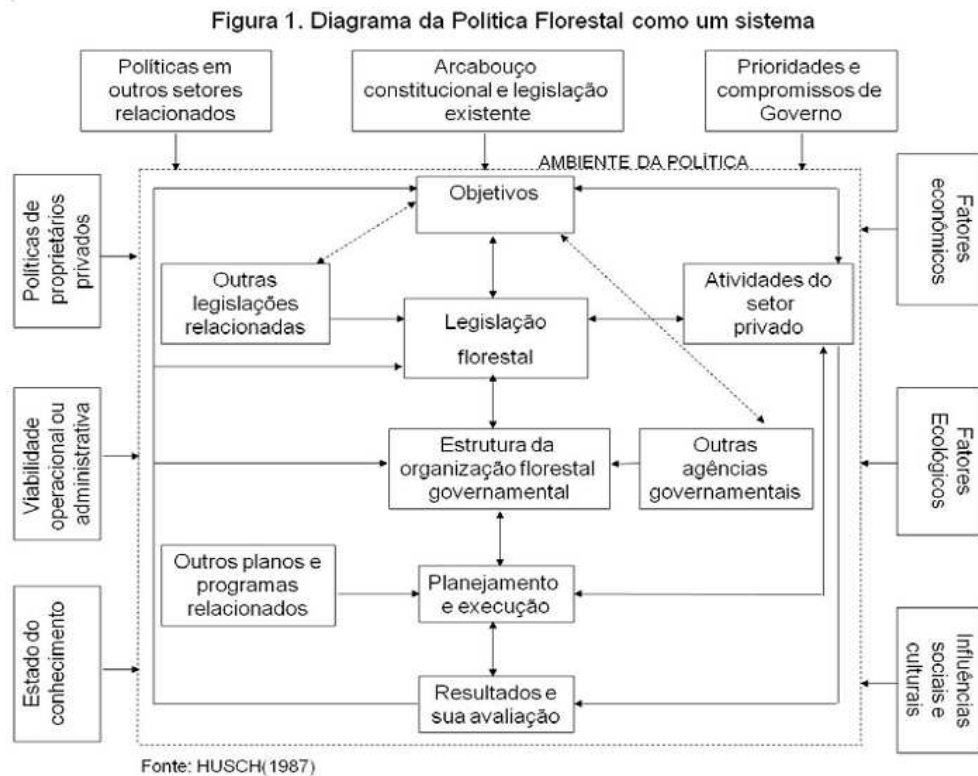 Figura 1. Diagrama da Política Florestal como um sistema
Políticas em
outros setores
relacionados
Arcabouço
constitucional e legislação
existente
Prioridades e
compromissos de
Governo
AMBIENTE DA POLÍTICA
Políticas de
proprietários
privados
Viabilidade
operacional ou
administrativa
Estado do
conhecimento
Objetivos
Outras
legislações
relacionadas
Legislação
florestal
Atividades do
setor
privado
Estrutura da
organização florestal
governamental
Outras
agências
governamentais
Outros planos e
programas
relacionados
Planejamento
e execução
Resultados e
sua avaliação
Fatores
econômicos
Fatores
Ecológicos
Influências
sociais e
culturais
Fonte: HUSCH(1987)